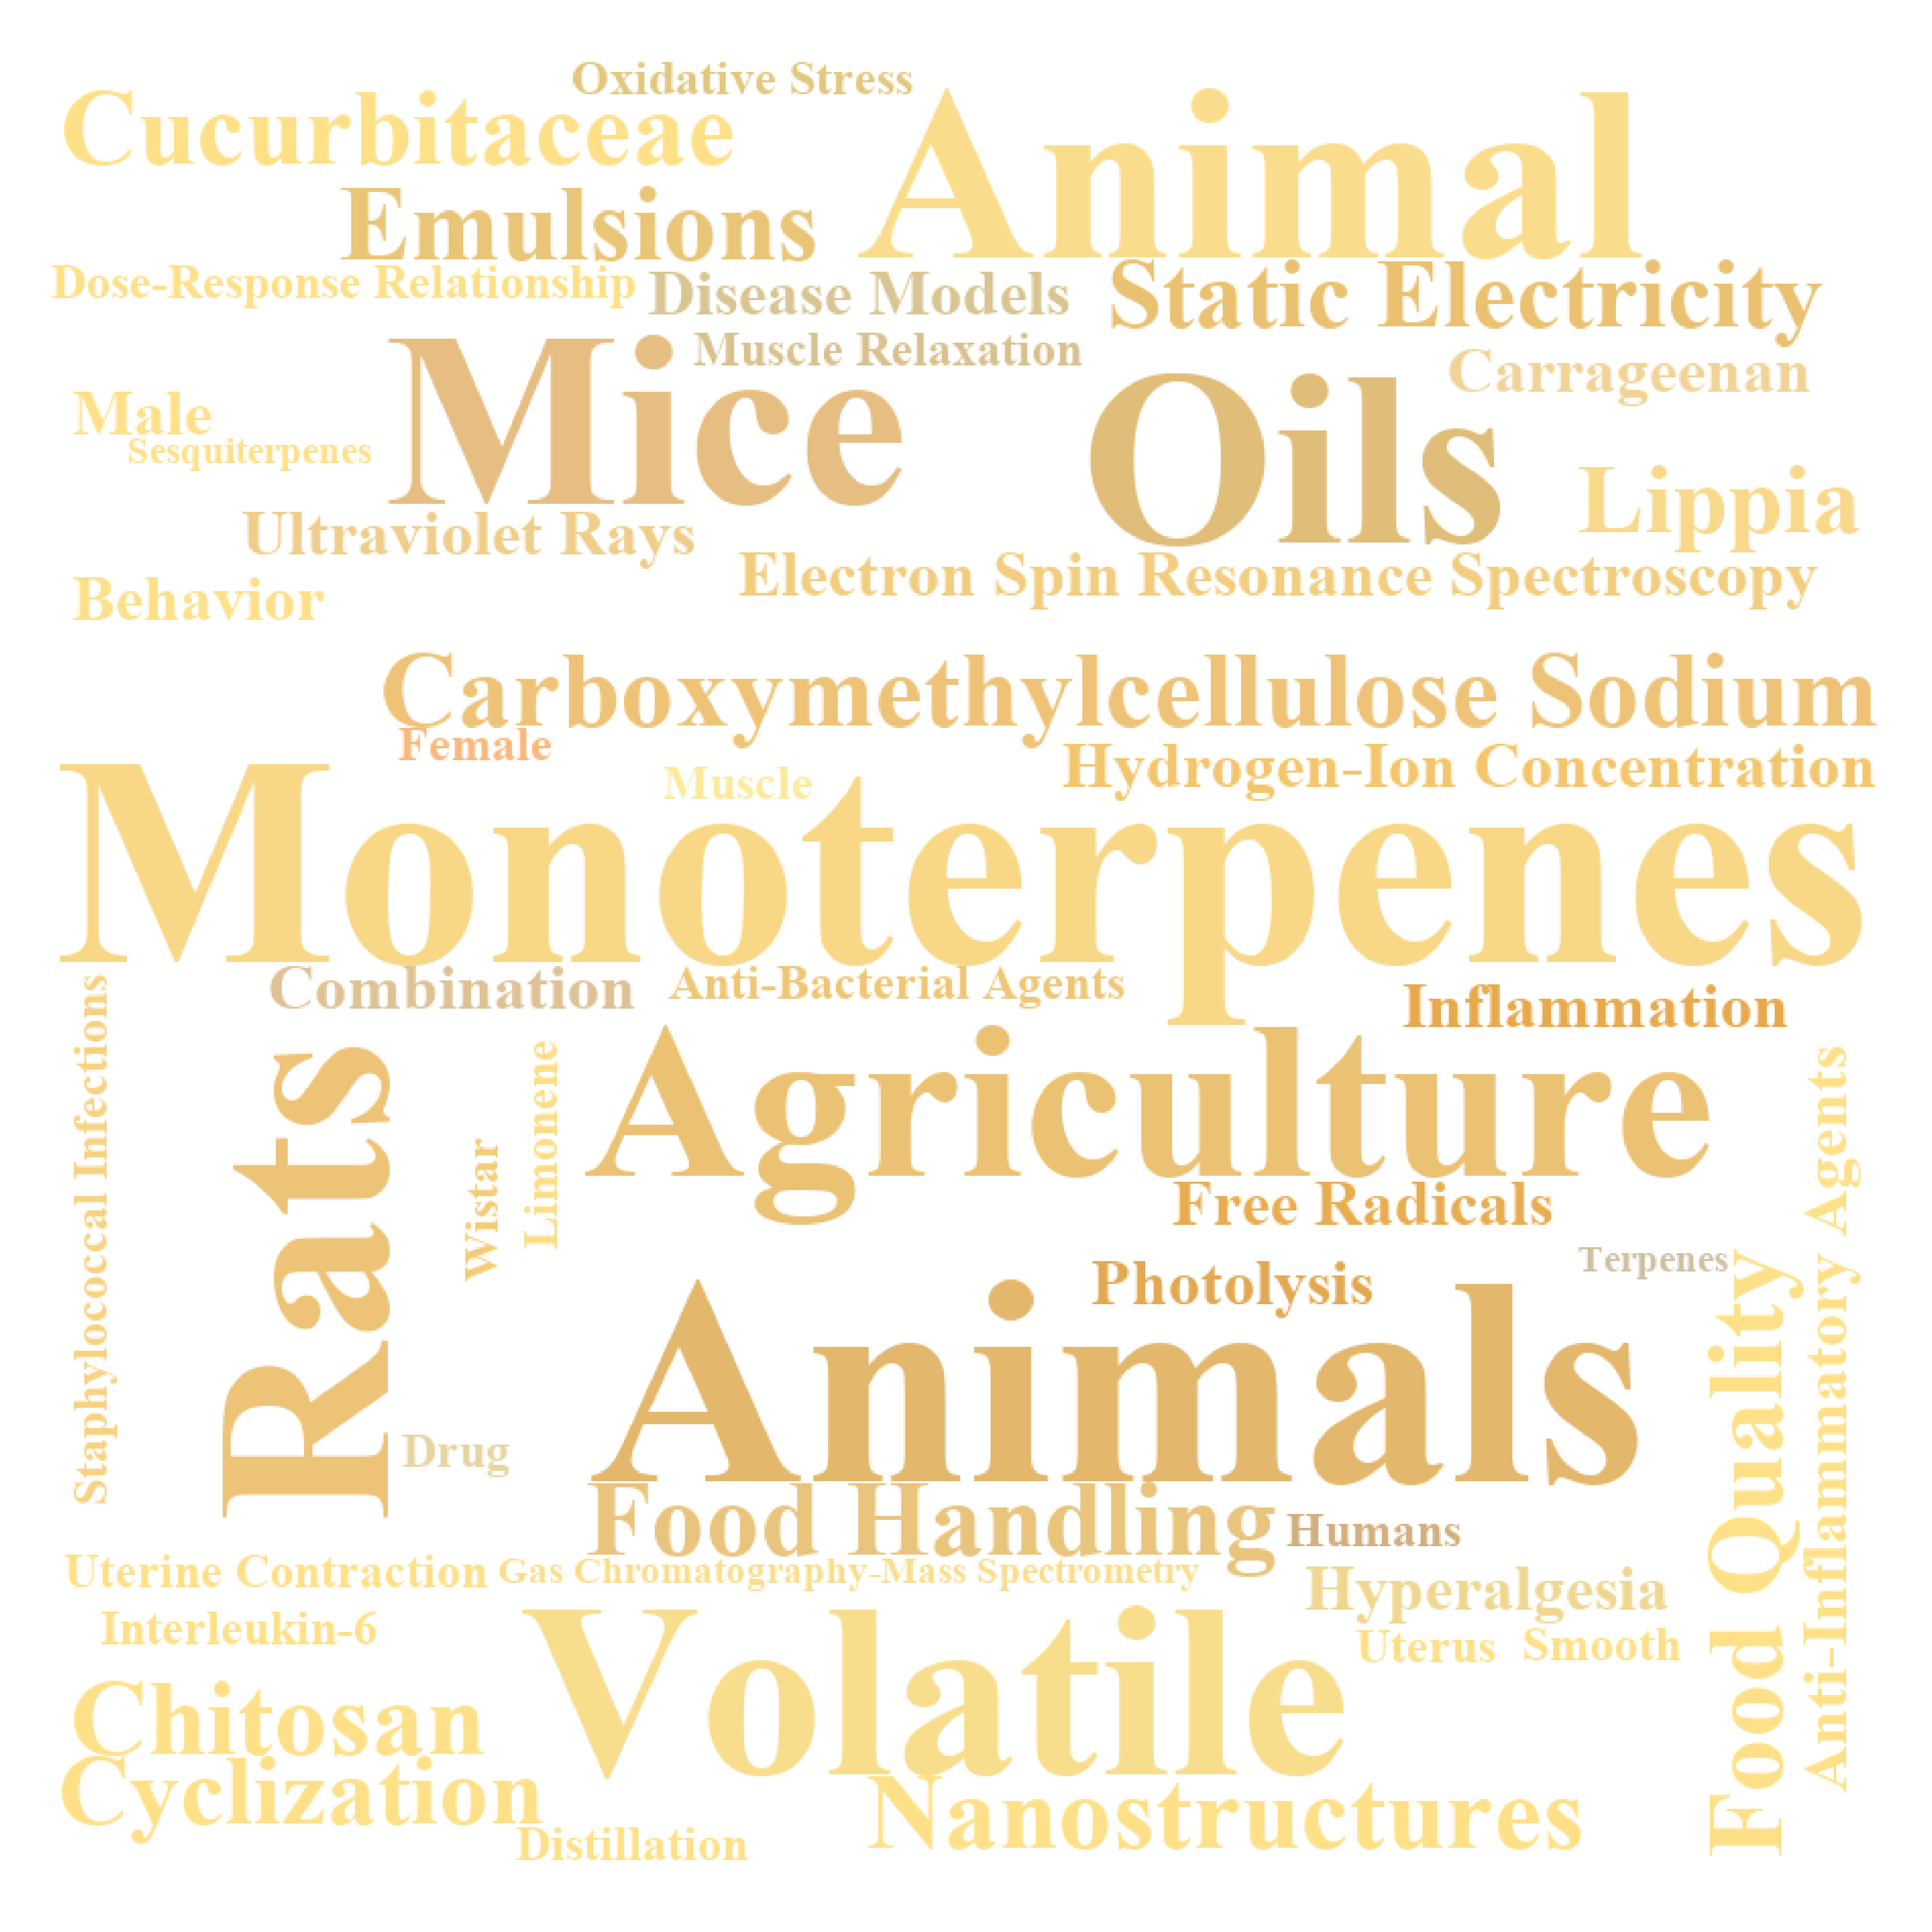 Oxidative Stress
Cucurbitaceae
Animal
Emulsions
Dose-Response Relationship
Disease Models
Static Electricity
Muscle Relaxation
Mice
Oils
Carrageenan
Male
Sesquiterpenes
Lippia
Ultraviolet Rays
Electron Spin Resonance Spectroscopy
Behavior
Carboxymethylcellulose Sodium
Female
Muscle
Hydrogen-Ion Concentration
Monoterpenes
Combination
Anti-Bacterial Agents
Inflammation
Staphylococcal Infections
Rats
Wistar
Limonene
Agriculture
Free Radicals
Terpenes
Photolysis
Animals
Food Quality
Anti-Inflammatory Agents
Drug
Food Handling
Humans
Uterine Contraction
Gas Chromatography-Mass Spectrometry
Hyperalgesia
Interleukin-6
Volatile
Uterus
Smooth
Chitosan
Cyclization
Nanostructures
Distillation